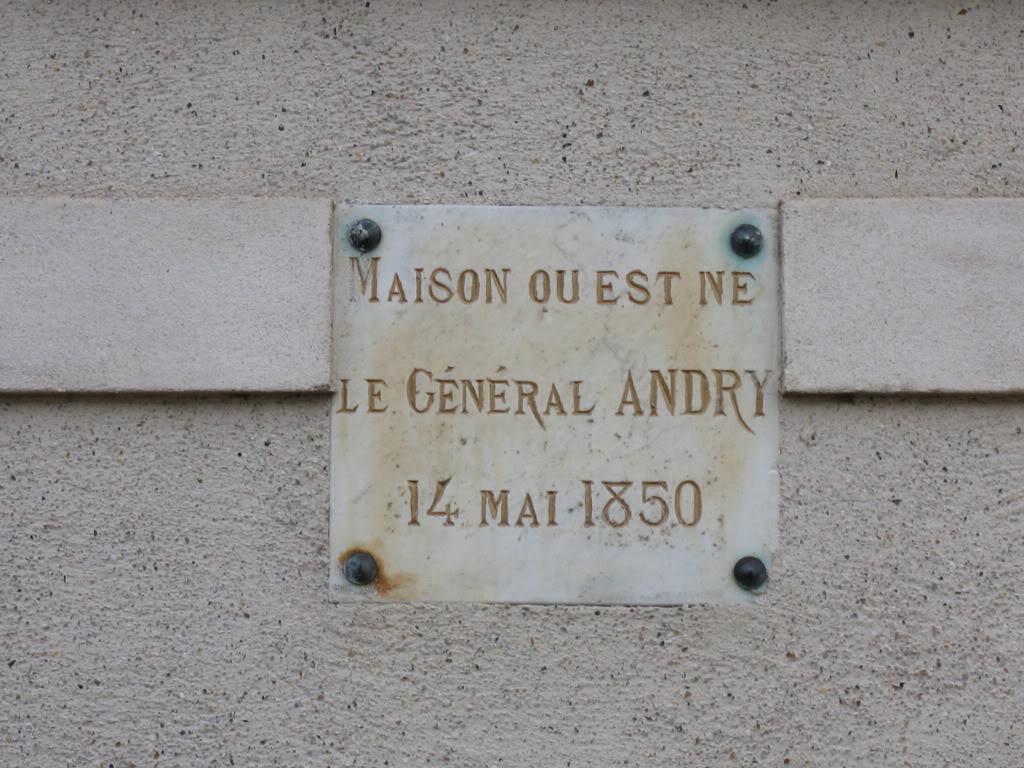 MAISON OU EST NE
LE GÉNÉRAL ANDRY
14 MAI 1850